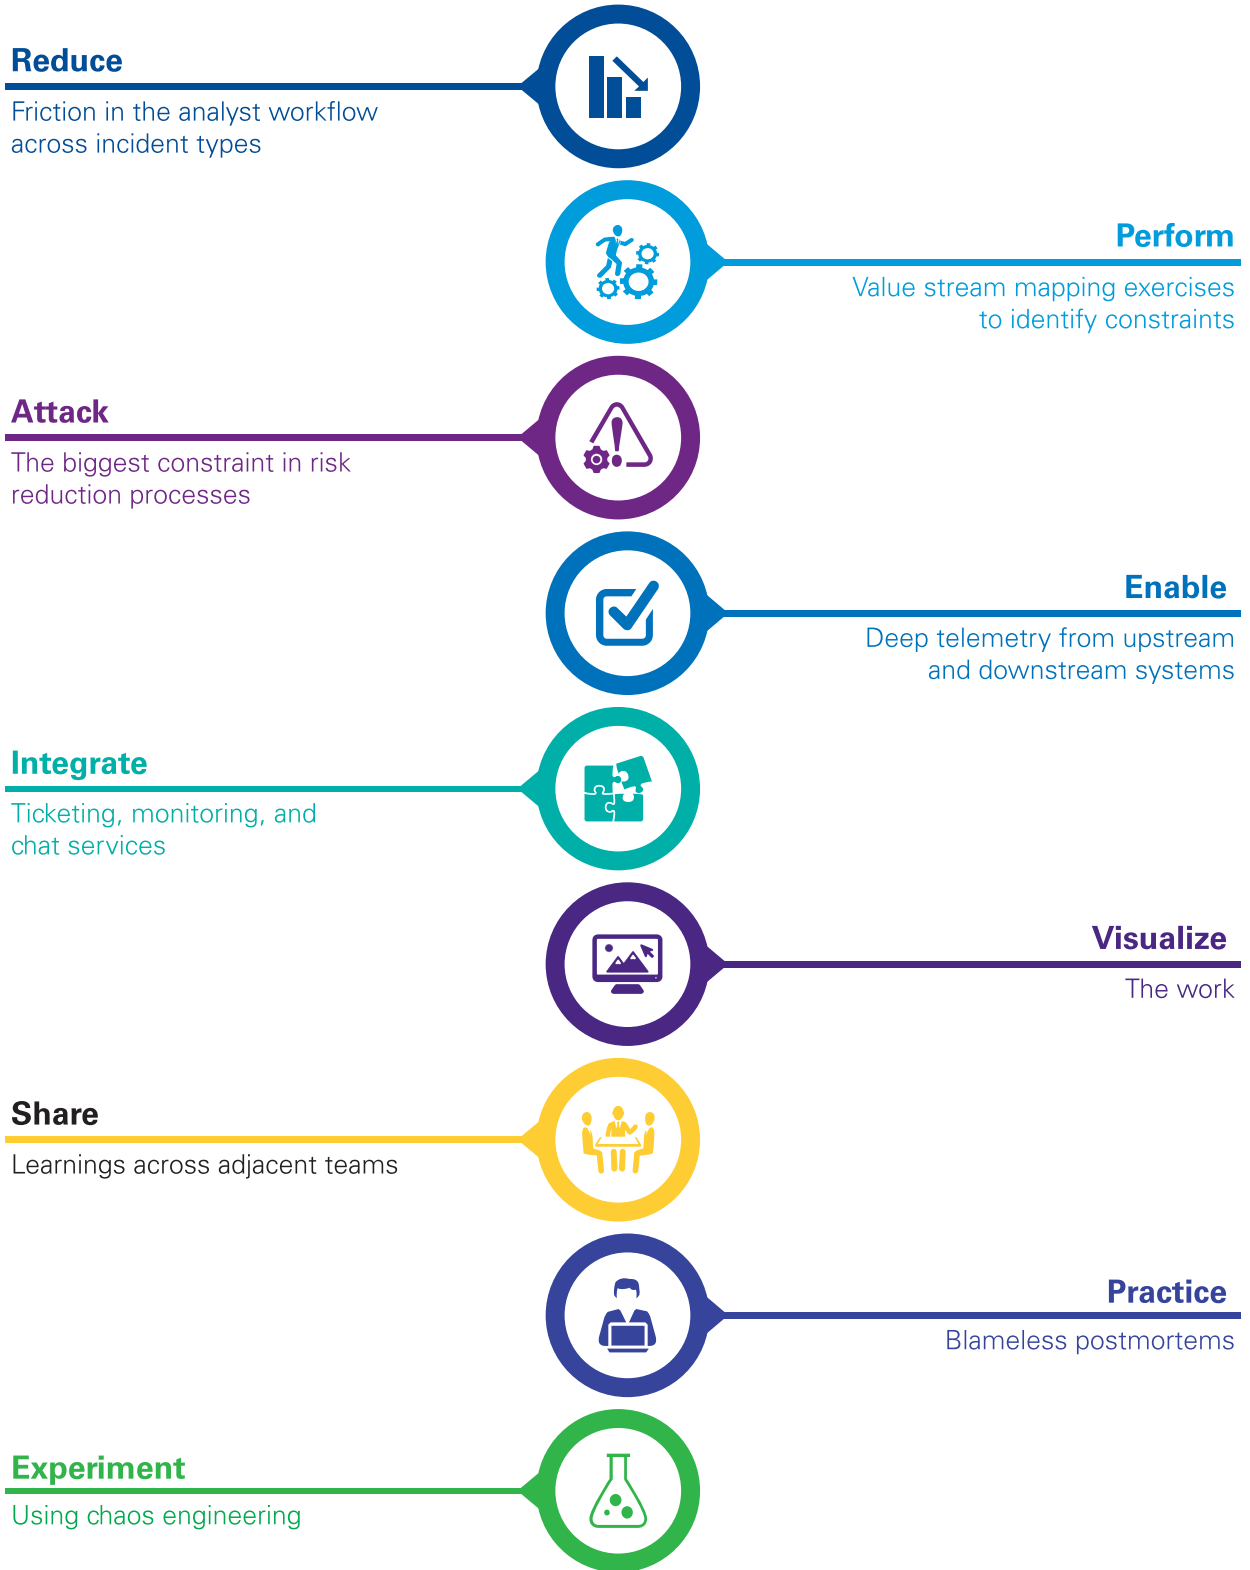 Reduce
Friction in the analyst workflow
across incident types
Perform
Value stream mapping exercises
to identify constraints
Attack
The biggest constraint in risk
reduction processes
Enable
Deep telemetry from upstream
and downstream systems
Integrate
Ticketing, monitoring, and
chat services
Visualize
The work
Share
Learnings across adjacent teams
Practice
Blameless postmortems
Experiment
Using chaos engineering